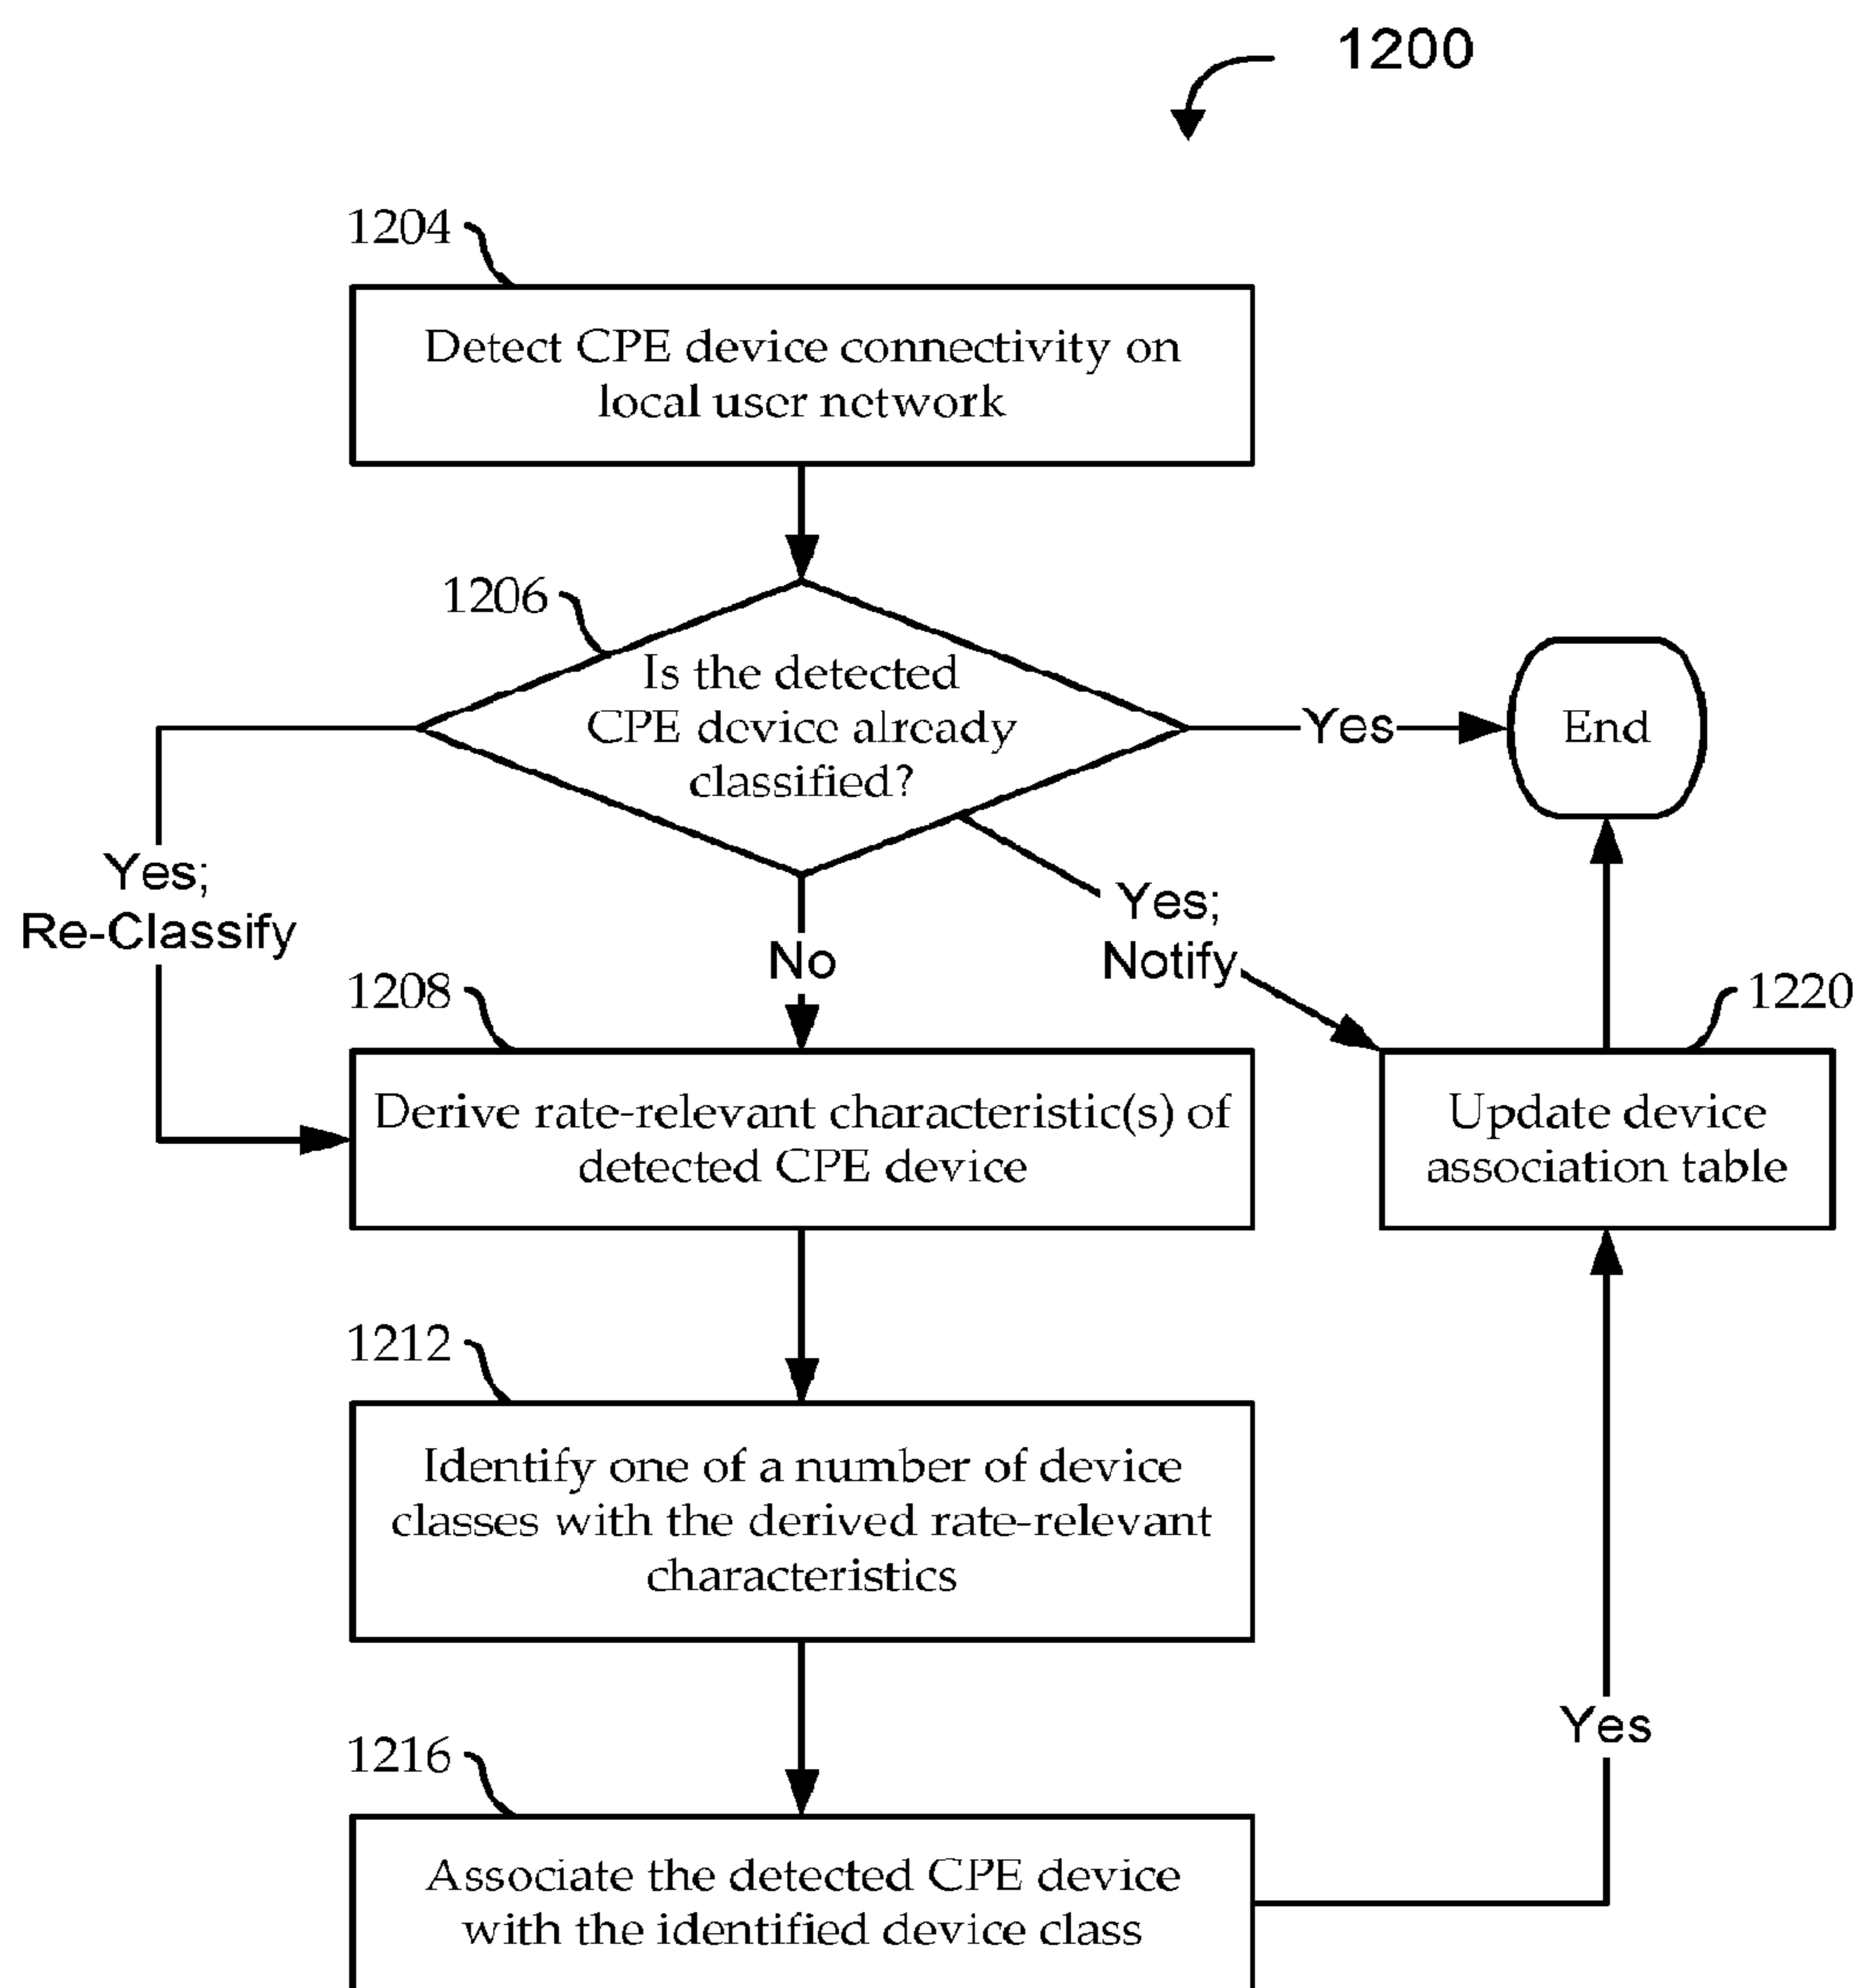 1200
1204
Detect CPE device connectivity on
local user network
1206
Is the detected
CPE device already
classified?
Yes
End
Yes;
Re-Classify
No
Yes;
Notify
1208
Derive rate-relevant characteristic(s) of
detected CPE device
1220
Update device
association table
1212
Identify one of a number of device
classes with the derived rate-relevant
characteristics
Yes
1216
Associate the detected CPE device
with the identified device class